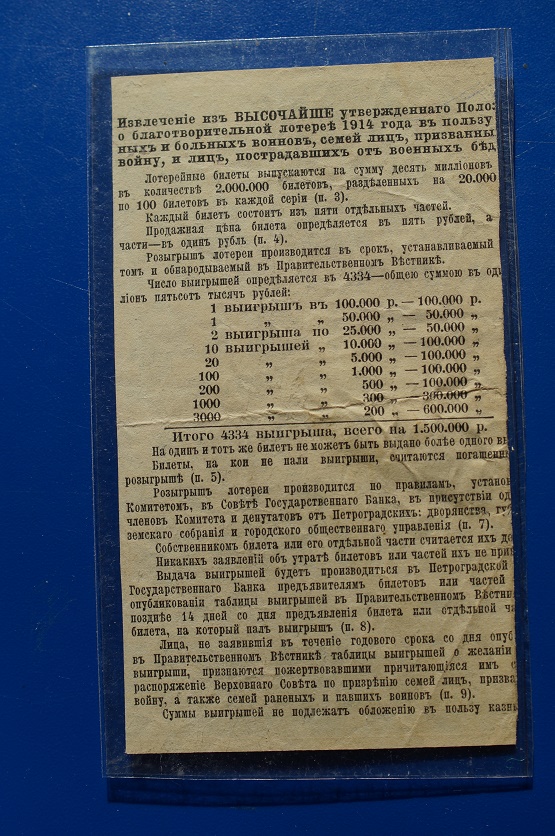 Извлеченіе изъ ВЫСОЧАЙШЕ утвержденнаго Поло
о благотворительной лотереѣ 1914 года въ пользу
ныхъ и больныхъ воиновъ, семей лицъ, призванны
войну, и лицъ, пострадавшихъ отъ военныхъ бѣд
Лотерейные билеты выпускаются на сумму десять милліоновъ
въ количествѣ 2.000.000 билетовъ, раздѣленныхъ на 20.000
по 100 билетовъ въ каждой серіи (п. 3).
Каждый билетъ состоитъ изъ пяти отдѣльныхъ частей.
Продажная цѣна билета опредѣляется въ пять рублей, а
части—въ одинъ рубль (п. 4).
Розыгрышъ лотереи производится въ срокъ, устанавливаемый
томъ и обнародываемый въ Правительственномъ Вѣстникѣ.
Число выигрышей опредѣляется въ 4334—общею суммою въ оди
ліонъ пятьсотъ тысячъ рублей:
1 выигрышъ въ 100.000 р. — 100.000 р.
1 „ „ 50.000 „ — 50.000 „
2 выигрыша по 25.000 „ — 50.000 „
10 выигрышей „ 10.000 „ — 100.000 „
20 „ „ 5.000 „ — 100.000 „
100 „ „ 1.000 „ — 100.000 „
200 „ „ 500 „ — 100.000 „
1000 „ „ 300 „ — 300.000 „
3000 „ „ 200 „ — 600.000 „
Итого 4334 выигрыша, всего на 1.500.000 р.
На одинъ и тотъ же билетъ не можетъ быть выдано болѣе одного вы
Билеты, на кои не пали выигрыши, считаются погашенны
розыгрышѣ (п. 5).
Розыгрышъ лотереи производится по правиламъ, установ
Комитетомъ, въ Совѣтѣ Государственнаго Банка, въ присутствіи од
членовъ Комитета и депутатовъ отъ Петроградскихъ: дворянства, гу
земскаго собранія и городского общественнаго управленія (п. 7).
Собственникомъ билета или его отдѣльной части считается ихъ де
Никакихъ заявленій объ утратѣ билетовъ или частей ихъ не прин
Выдача выигрышей будетъ производиться въ Петроградской
Государственнаго Банка предъявителямъ билетовъ или частей
опубликованіи таблицы выигрышей въ Правительственномъ Вѣстни
позднѣе 14 дней со дня предъявленія билета или отдѣльной ча
билета, на который палъ выигрышъ (п. 8).
Лица, не заявившія въ теченіе годового срока со дня опуб
въ Правительственномъ Вѣстникѣ таблицы выигрышей о желаніи
выигрыши, признаются пожертвовавшими причитающіяся имъ с
распоряженіе Верховнаго Совѣта по призрѣнію семей лицъ, призва
войну, а также семей раненыхъ и павшихъ воиновъ (п. 9).
Суммы выигрышей не подлежатъ обложенію въ пользу казны